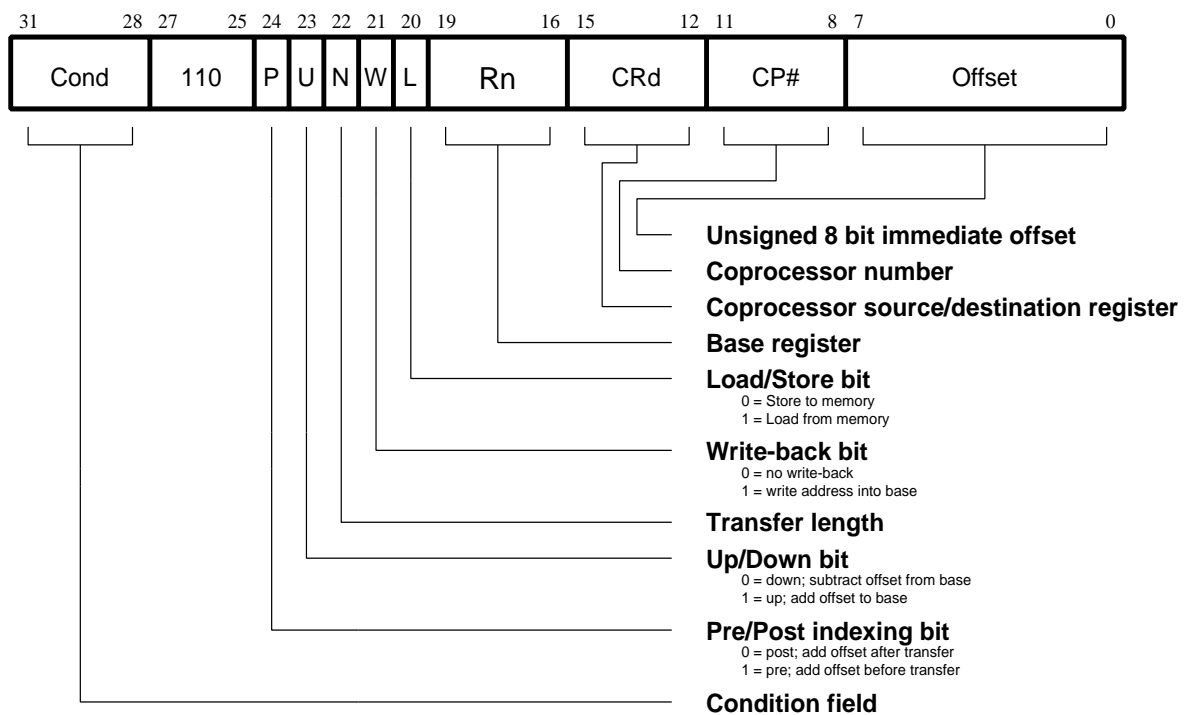 31 28 27 25 24 23 22 21 20 19 16 15 12 11 8 7 0
Cond 110 P U N W L Rn CRd CP# Offset
Unsigned 8 bit immediate offset
Coprocessor number
Coprocessor source/destination register
Base register
Load/Store bit
0 = Store to memory
1 = Load from memory
Write-back bit
0 = no write-back
1 = write address into base
Transfer length
Up/Down bit
0 = down; subtract offset from base
1 = up; add offset to base
Pre/Post indexing bit
0 = post; add offset after transfer
1 = pre; add offset before transfer
Condition field